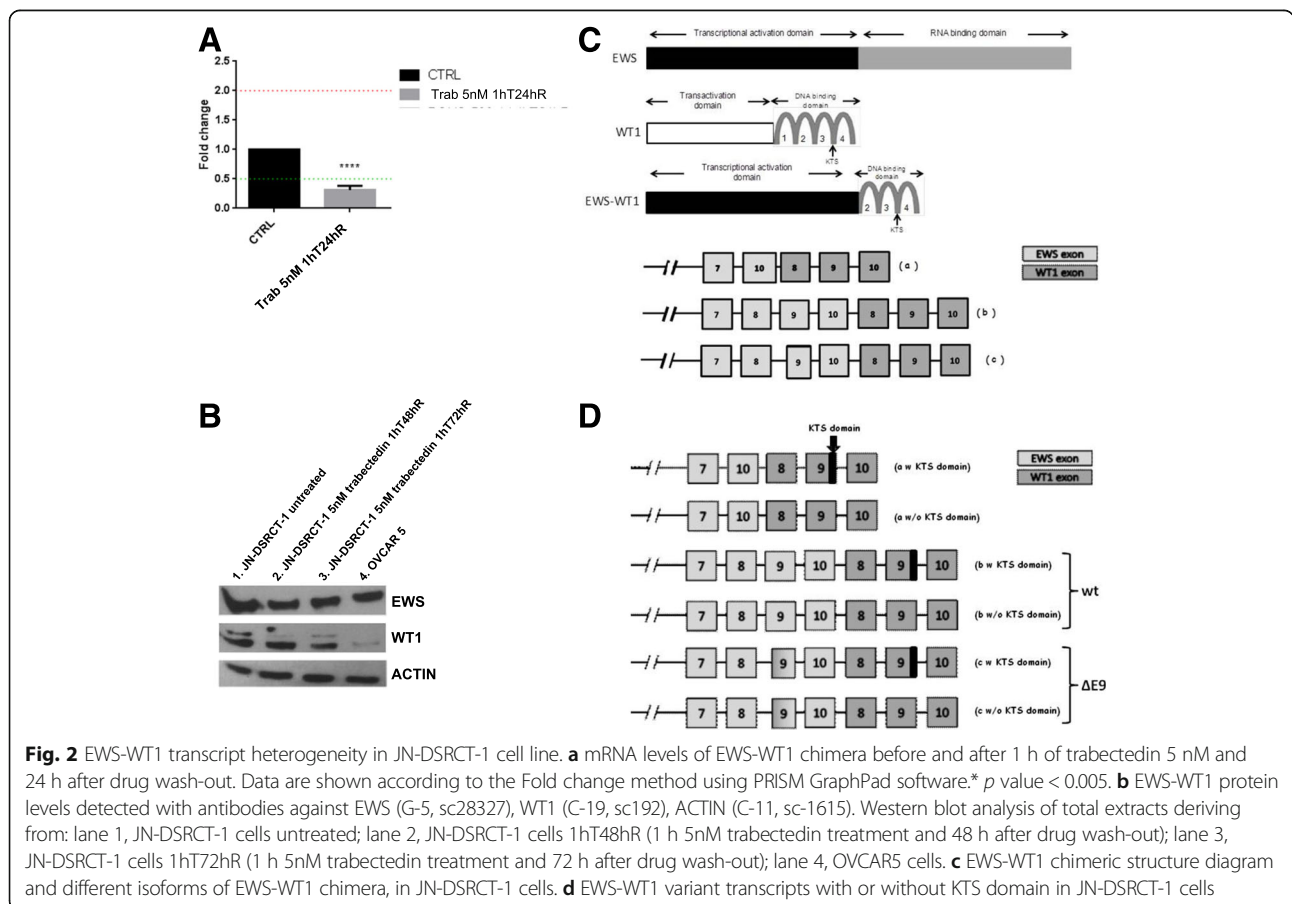 A
CTRL
Trab 5nM 1hT24hR
Fold change
2.5
2.0
1.5
1.0
0.5
0.0
****
CTRL
Trab 5nM 1hT24hR
C
Transcriptional activation domain
RNA binding domain
EWS
Transactivation
domain
DNA binding
domain
WT1
1 2 3 4
KTS
Transcriptional activation
domain
DNA binding
domain
EWS-WT1
2 3 4
KTS
7 10 8 9 10 (a)
EWS exon
WT1 exon
7 8 9 10 8 9 10 (b)
7 8 9 10 8 9 10 (c)
B
1. JN-DSRCT-1 untreated
2. JN-DSRCT-1 5nM trabectedin 1hT48hR
3. JN-DSRCT-1 5nM trabectedin 1hT72hR
4. OVCAR 5
EWS
WT1
ACTIN
D
KTS domain
7 10 8 9 10 (a w KTS domain)
EWS exon
WT1 exon
7 10 8 9 10 (a w/o KTS domain)
7 8 9 10 8 9 10 (b w KTS domain)
wt
7 8 9 10 8 9 10 (b w/o KTS domain)
7 8 9 10 8 9 10 (c w KTS domain)
ΔE9
7 8 9 10 8 9 10 (c w/o KTS domain)
Fig. 2 EWS-WT1 transcript heterogeneity in JN-DSRCT-1 cell line. a mRNA levels of EWS-WT1 chimera before and after 1 h of trabectedin 5 nM and
24 h after drug wash-out. Data are shown according to the Fold change method using PRISM GraphPad software.* p value < 0.005. b EWS-WT1 protein
levels detected with antibodies against EWS (G-5, sc28327), WT1 (C-19, sc192), ACTIN (C-11, sc-1615). Western blot analysis of total extracts deriving
from: lane 1, JN-DSRCT-1 cells untreated; lane 2, JN-DSRCT-1 cells 1hT48hR (1 h 5nM trabectedin treatment and 48 h after drug wash-out); lane 3,
JN-DSRCT-1 cells 1hT72hR (1 h 5nM trabectedin treatment and 72 h after drug wash-out); lane 4, OVCAR5 cells. c EWS-WT1 chimeric structure diagram
and different isoforms of EWS-WT1 chimera, in JN-DSRCT-1 cells. d EWS-WT1 variant transcripts with or without KTS domain in JN-DSRCT-1 cells